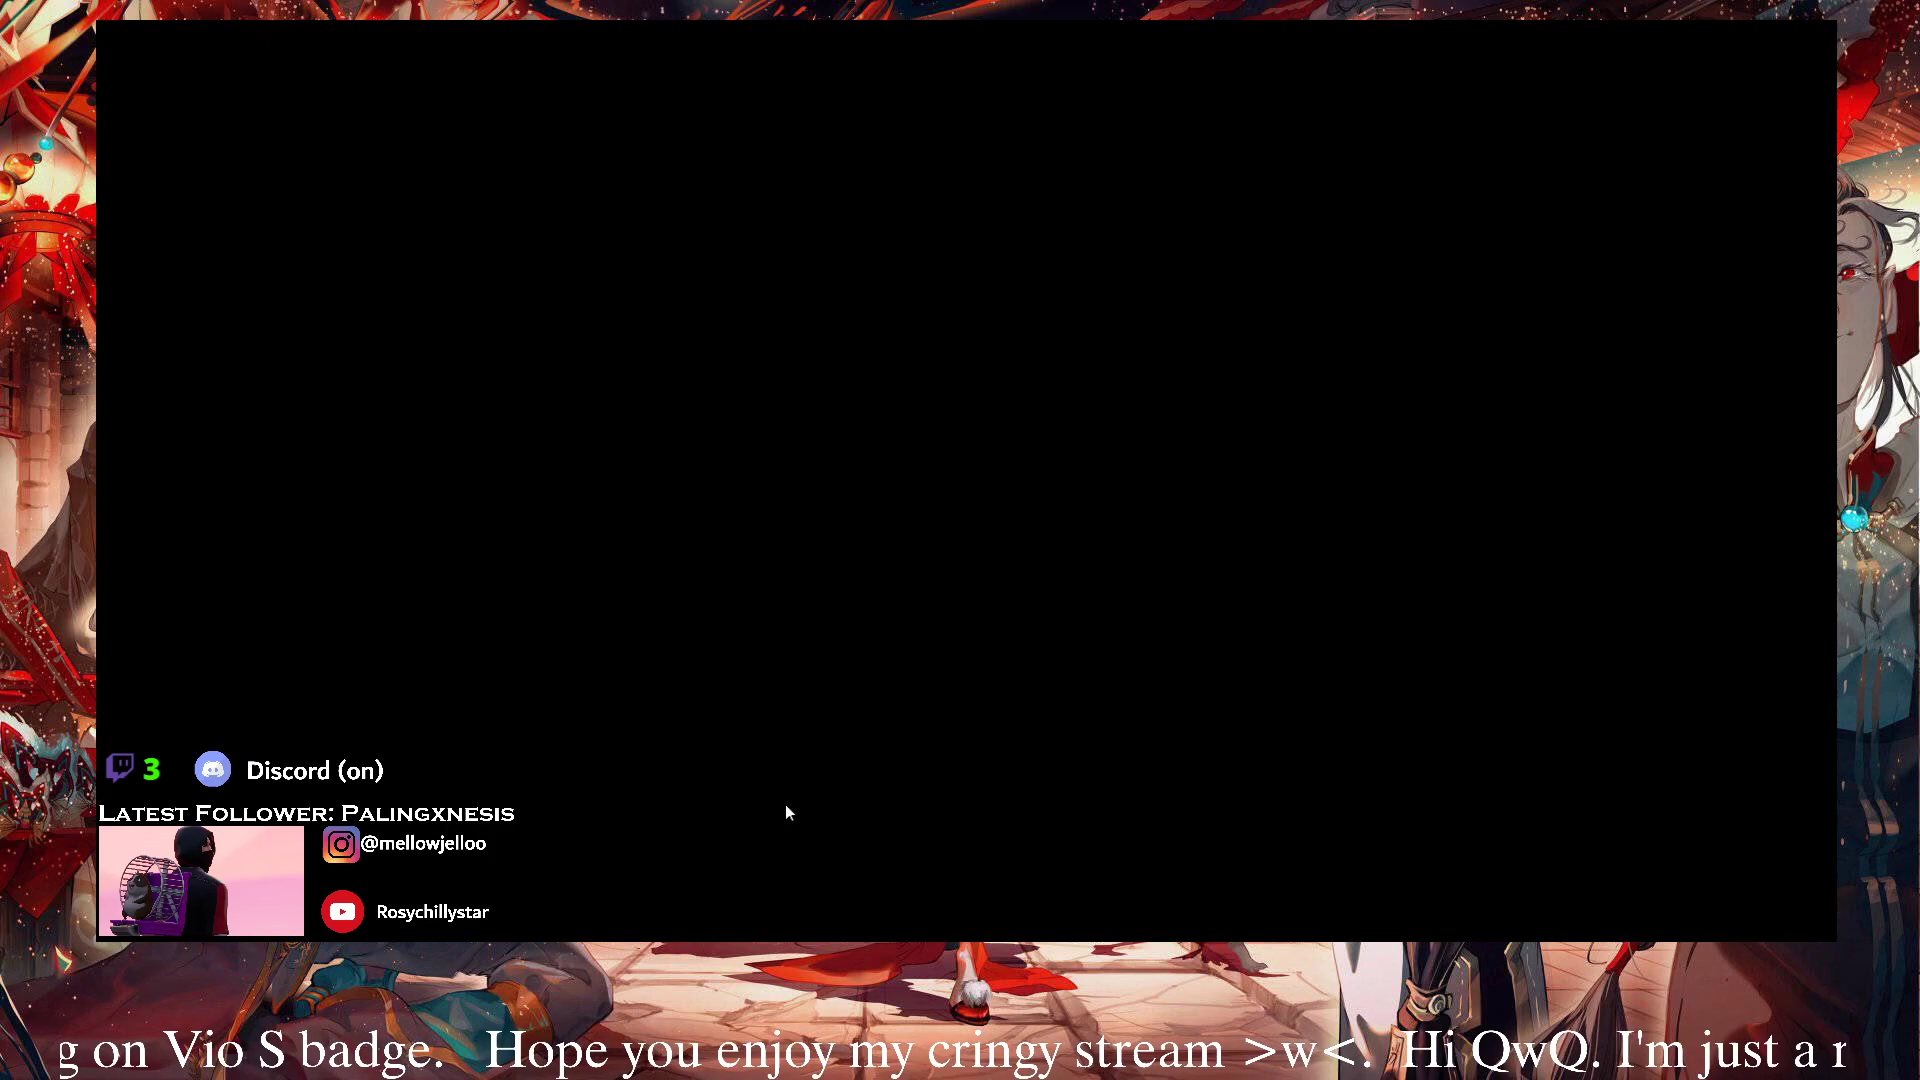 3 Discord (on)
Latest Follower: Palingxnesis
@mellowjelloo
Rosychillystar
g on Vio S badge. Hope you enjoy my cringy stream >w<. Hi QwQ. I'm just a r